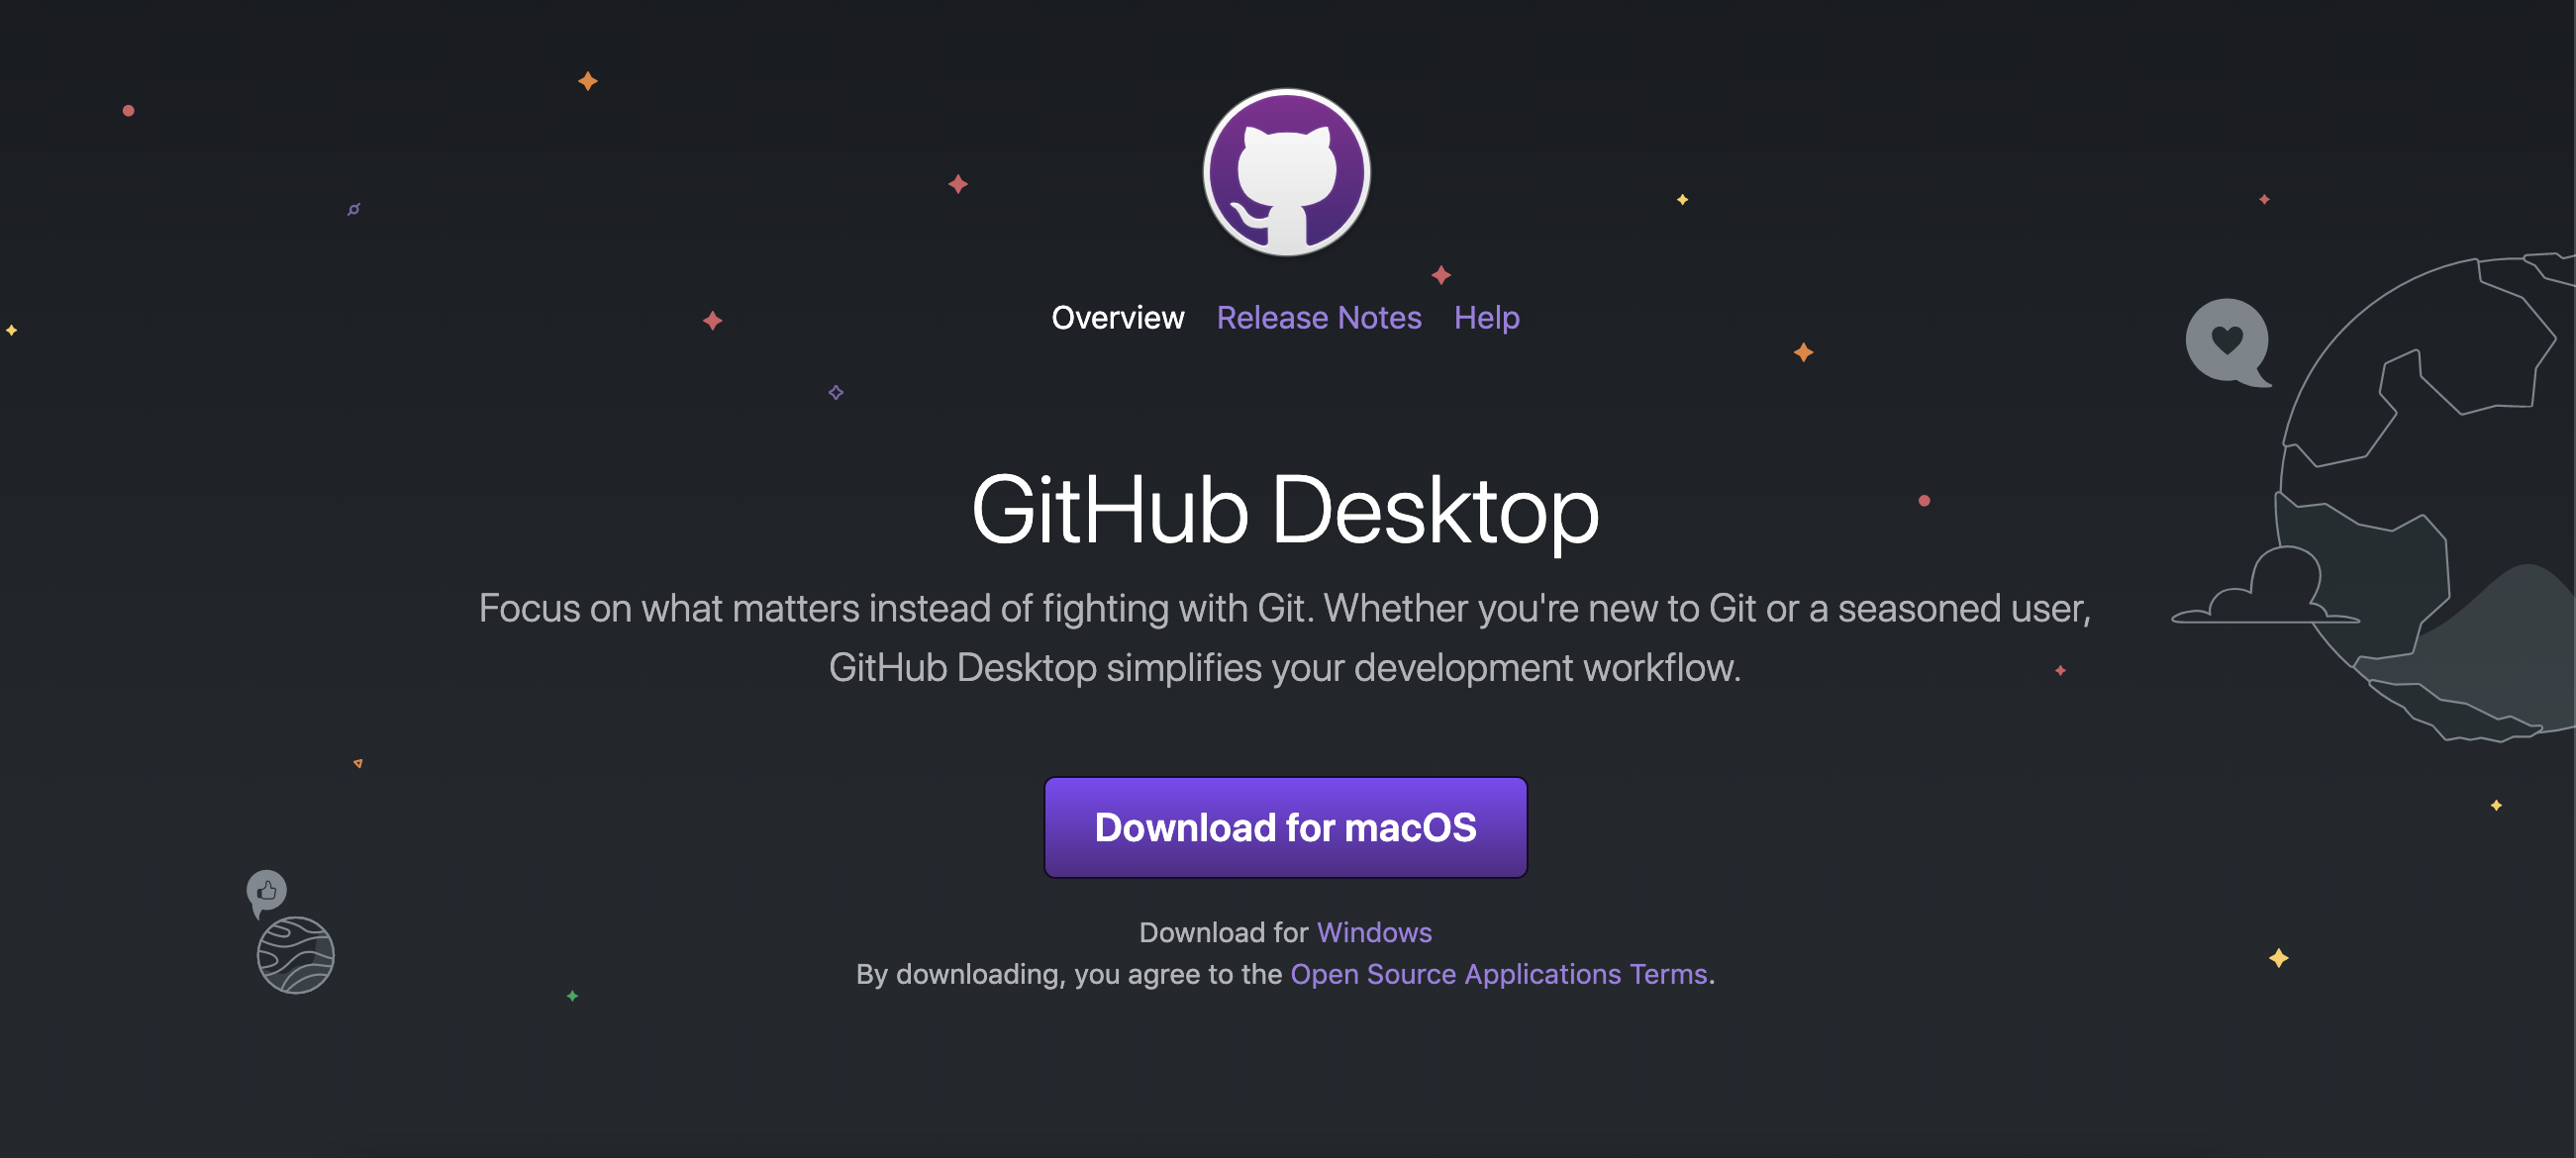 Overview Release Notes Help
GitHub Desktop
Focus on what matters instead of fighting with Git. Whether you're new to Git or a seasoned user,
GitHub Desktop simplifies your development workflow.
Download for macOS
Download for Windows
By downloading, you agree to the Open Source Applications Terms.